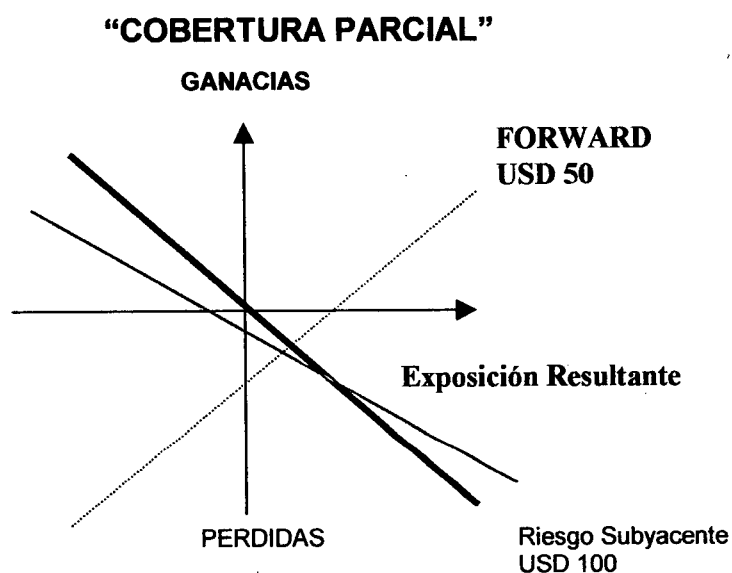 “COBERTURA PARCIAL”
GANACIAS
FORWARD
USD 50
Exposición Resultante
PERDIDAS
Riesgo Subyacente
USD 100